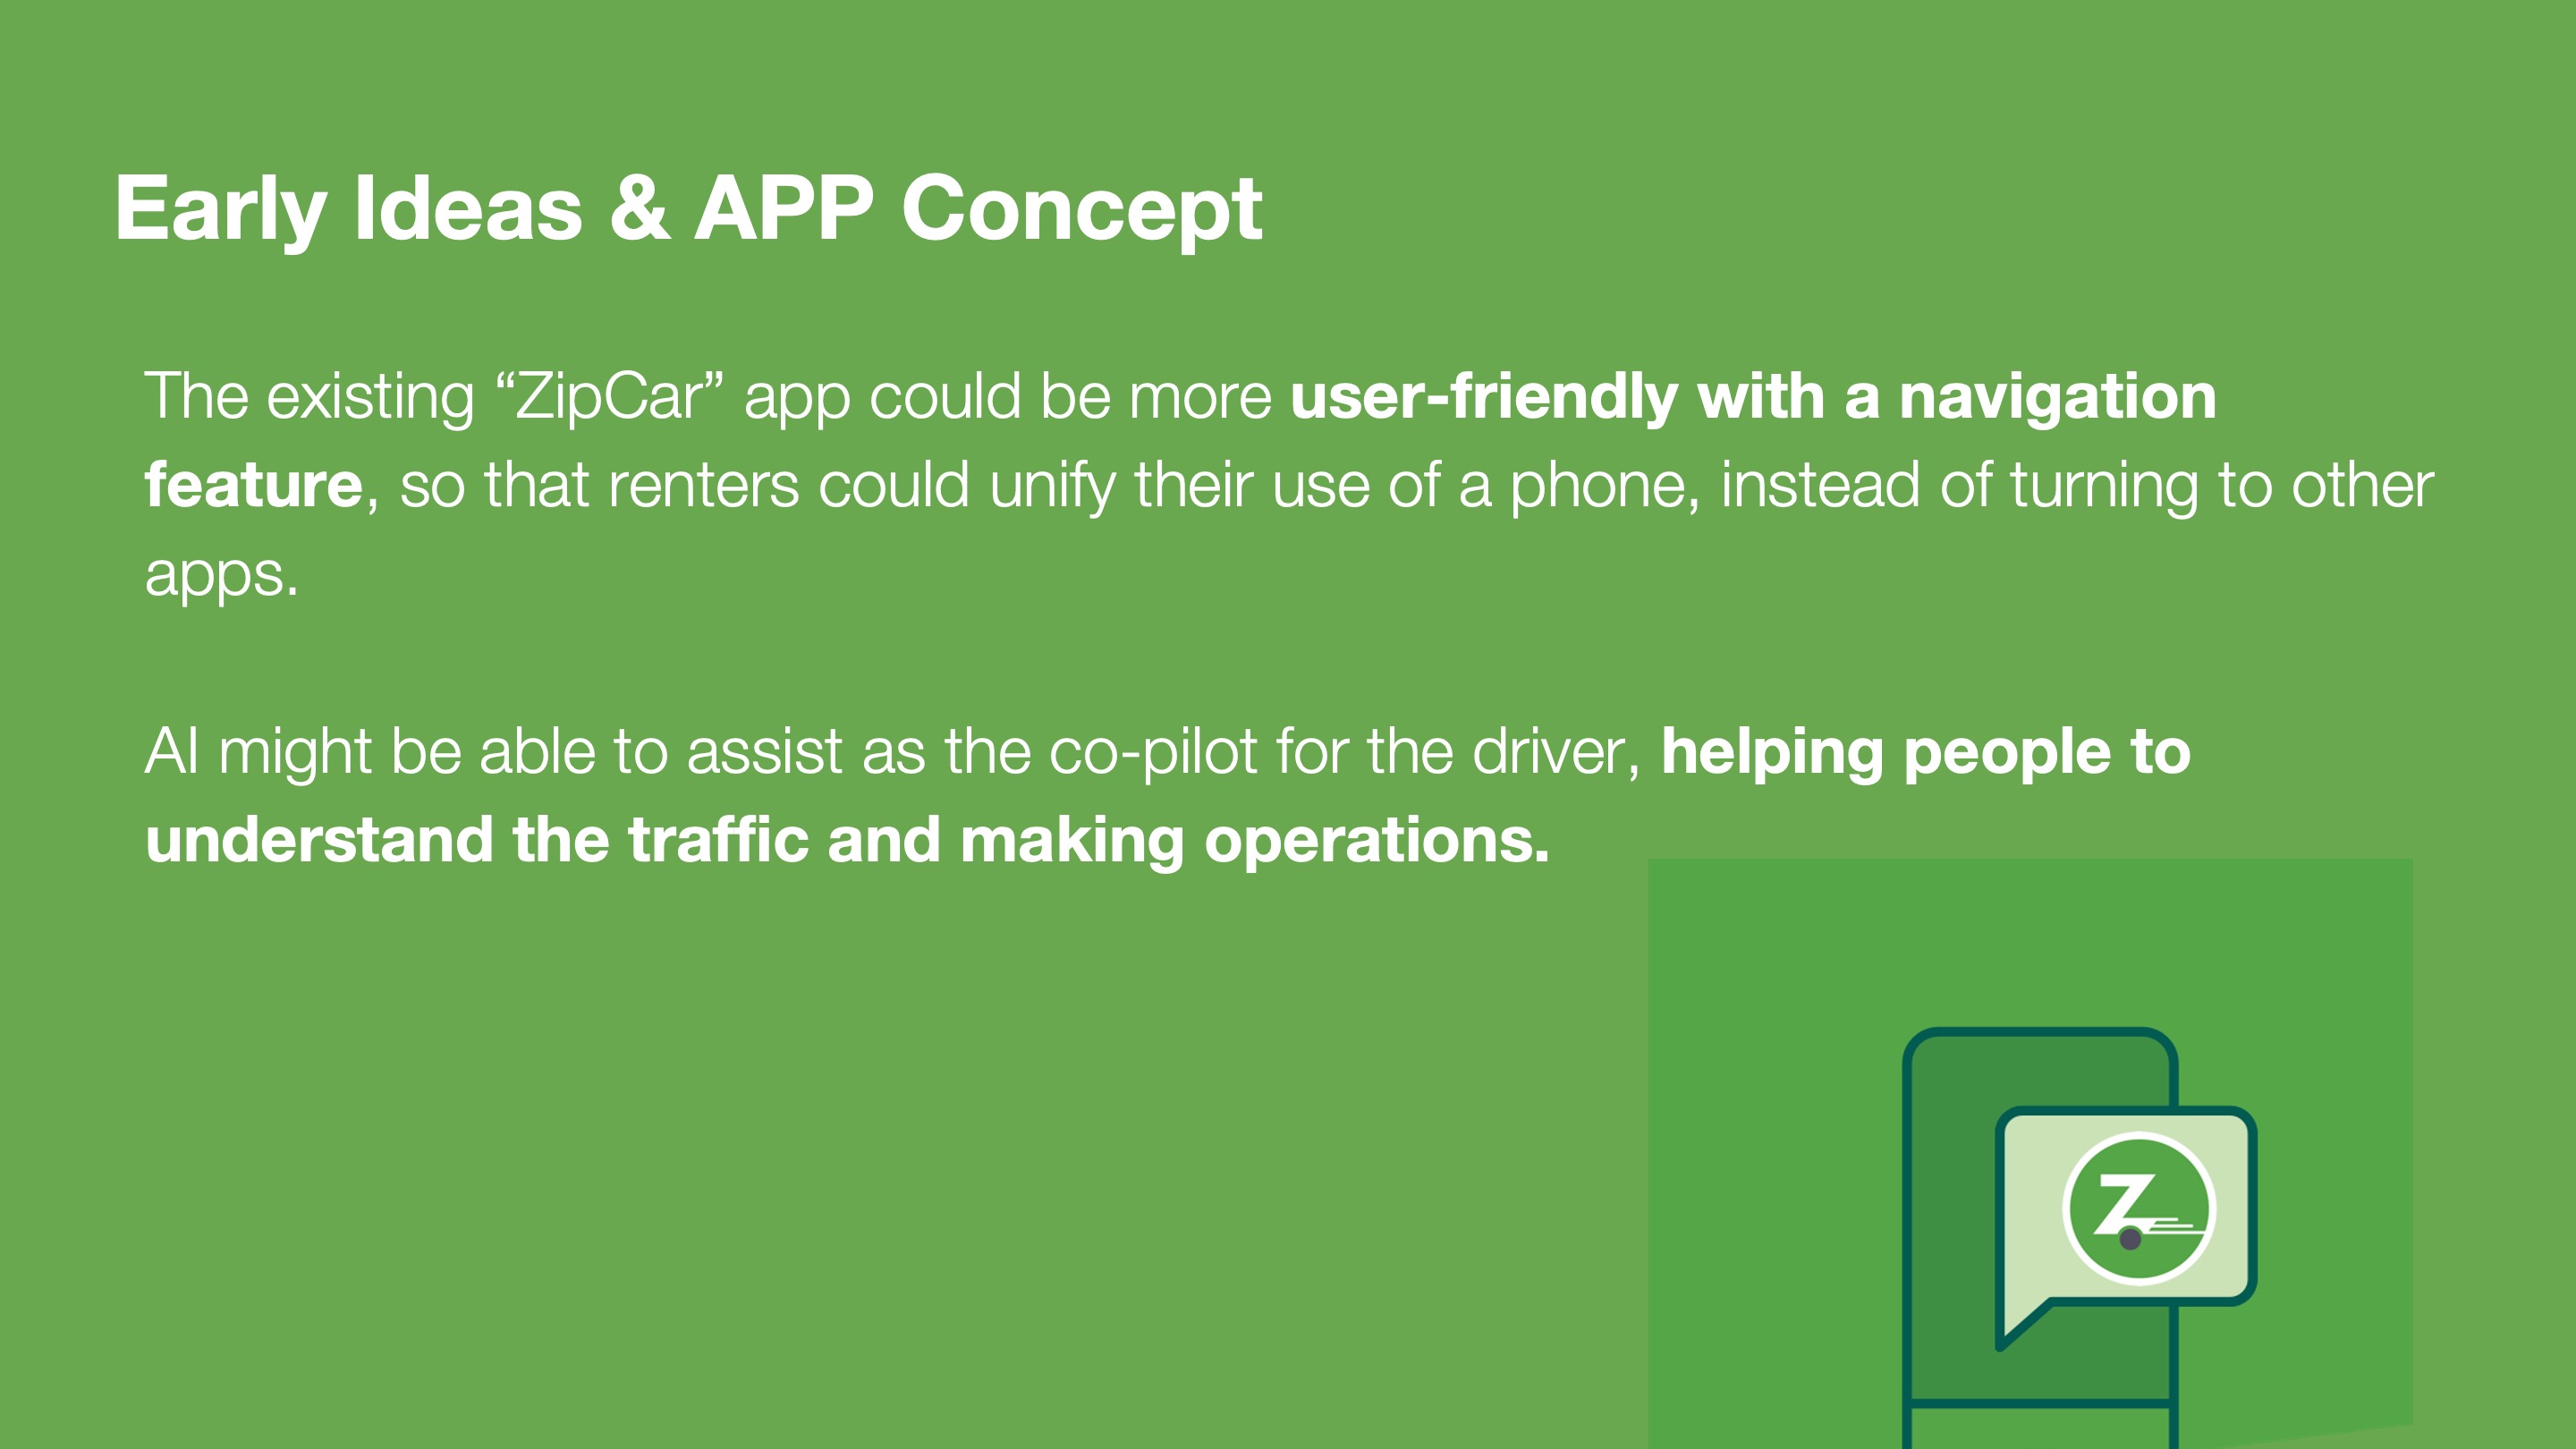 Early Ideas & APP Concept
The existing “ZipCar” app could be more user-friendly with a navigation
feature, so that renters could unify their use of a phone, instead of turning to other
apps.
AI might be able to assist as the co-pilot for the driver, helping people to
understand the traffic and making operations.
Z